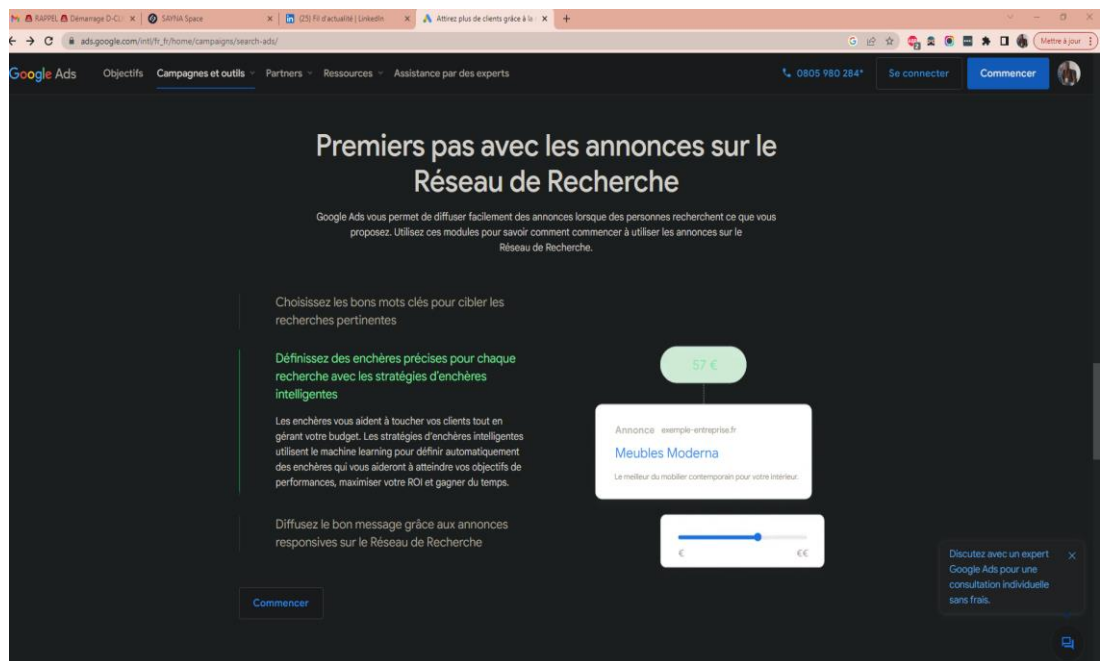 RAPPEL Démanage D-CL
SAYNA Space
(25) Fil d'actualité | LinkedIn
Attirez plus de clients grâce à la
ads.google.com/intl/fr_fr/home/campaigns/search-ads/
Mettre à jour
Google Ads
Objectifs
Campagnes et outils
Partners
Ressources
Assistance par des experts
0805 980 284*
Se connecter
Commencer
Premiers pas avec les annonces sur le
Réseau de Recherche
Google Ads vous permet de diffuser facilement des annonces lorsque des personnes recherchent ce que vous
proposez. Utilisez ces modules pour savoir comment commencer à utiliser les annonces sur le
Réseau de Recherche.
Choisissez les bons mots clés pour cibler les
recherches pertinentes
Définissez des enchères précises pour chaque
recherche avec les stratégies d'enchères
intelligentes
Les enchères vous aident à toucher vos clients tout en
gérant votre budget. Les stratégies d'enchères intelligentes
utilisent le machine learning pour définir automatiquement
des enchères qui vous aideront à atteindre vos objectifs de
performances, maximiser votre ROI et gagner du temps.
Diffusez le bon message grâce aux annonces
responsives sur le Réseau de Recherche
Commencer
57 €
Annonce exemple-entreprise.fr
Meubles Moderna
Le meilleur du mobilier contemporain pour votre intérieur.
€ €€
Discutez avec un expert
Google Ads pour une
consultation individuelle
sans frais.